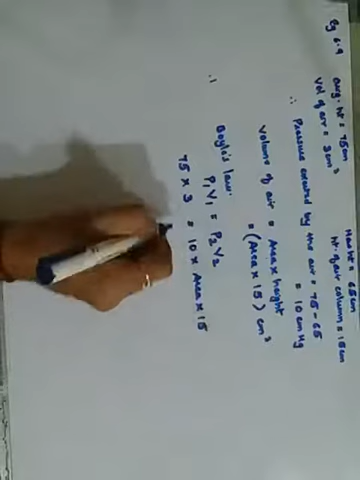 Eg 6.9
avg. ht = 75cm New ht = 65cm
Vol of air = 3cm³ Ht. of air column = 15cm
∴ Pressure created by the air = 75 - 65
= 10 cm Hg
Volume of air = Area x height
= (Area x 15) cm³
∴ Boyle's law.
P₁V₁ = P₂V₂
75 x 3 = 10 x Area x 15